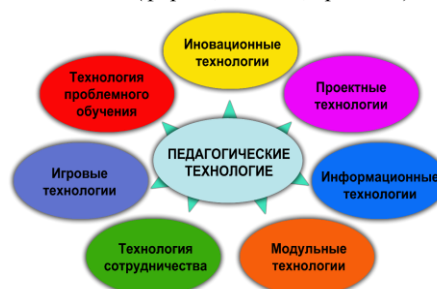 Иновационные
технологии
Технология
проблемного
обучения
Проектные
технологии
ПЕДАГОГИЧЕСКИЕ
ТЕХНОЛОГИЕ
Игровые
технологии
Информационные
технологии
Технология
сотрудничества
Модульные
технологии